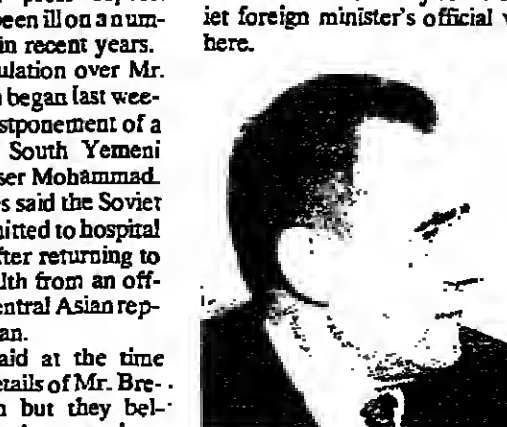 been ill on a num-
in recent years.
ulation over Mr.
began last wee-
stponement of a
South Yemeni
ser Mohammad.
es said the Soviet
nitted to hospital
fter returning to
lth from an off-
entral Asian rep-
an.
aid at the time
etails of Mr. Bre-
but they bel-
iet foreign minister's official
here.